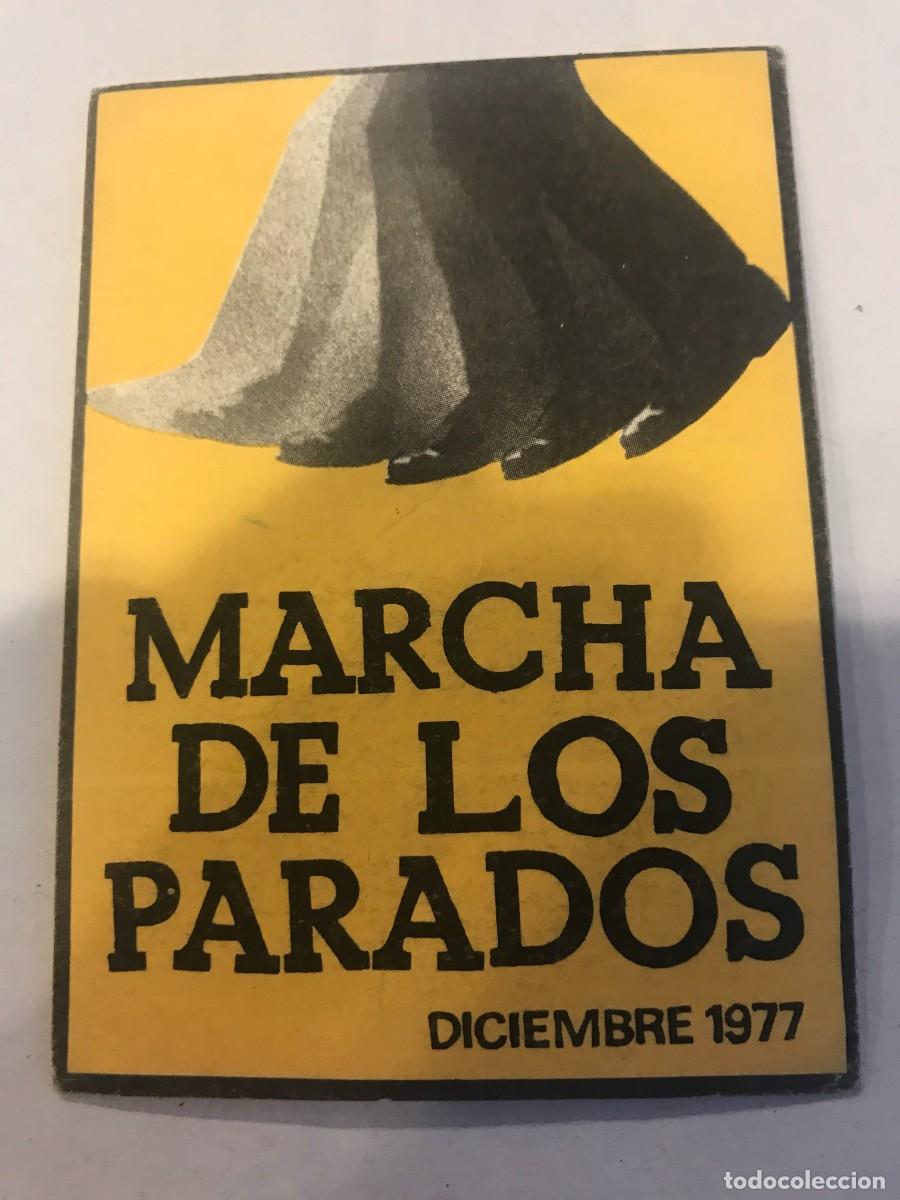 MARCHA
DE LOS
PARADOS
DICIEMBRE 1977
todocoleccion